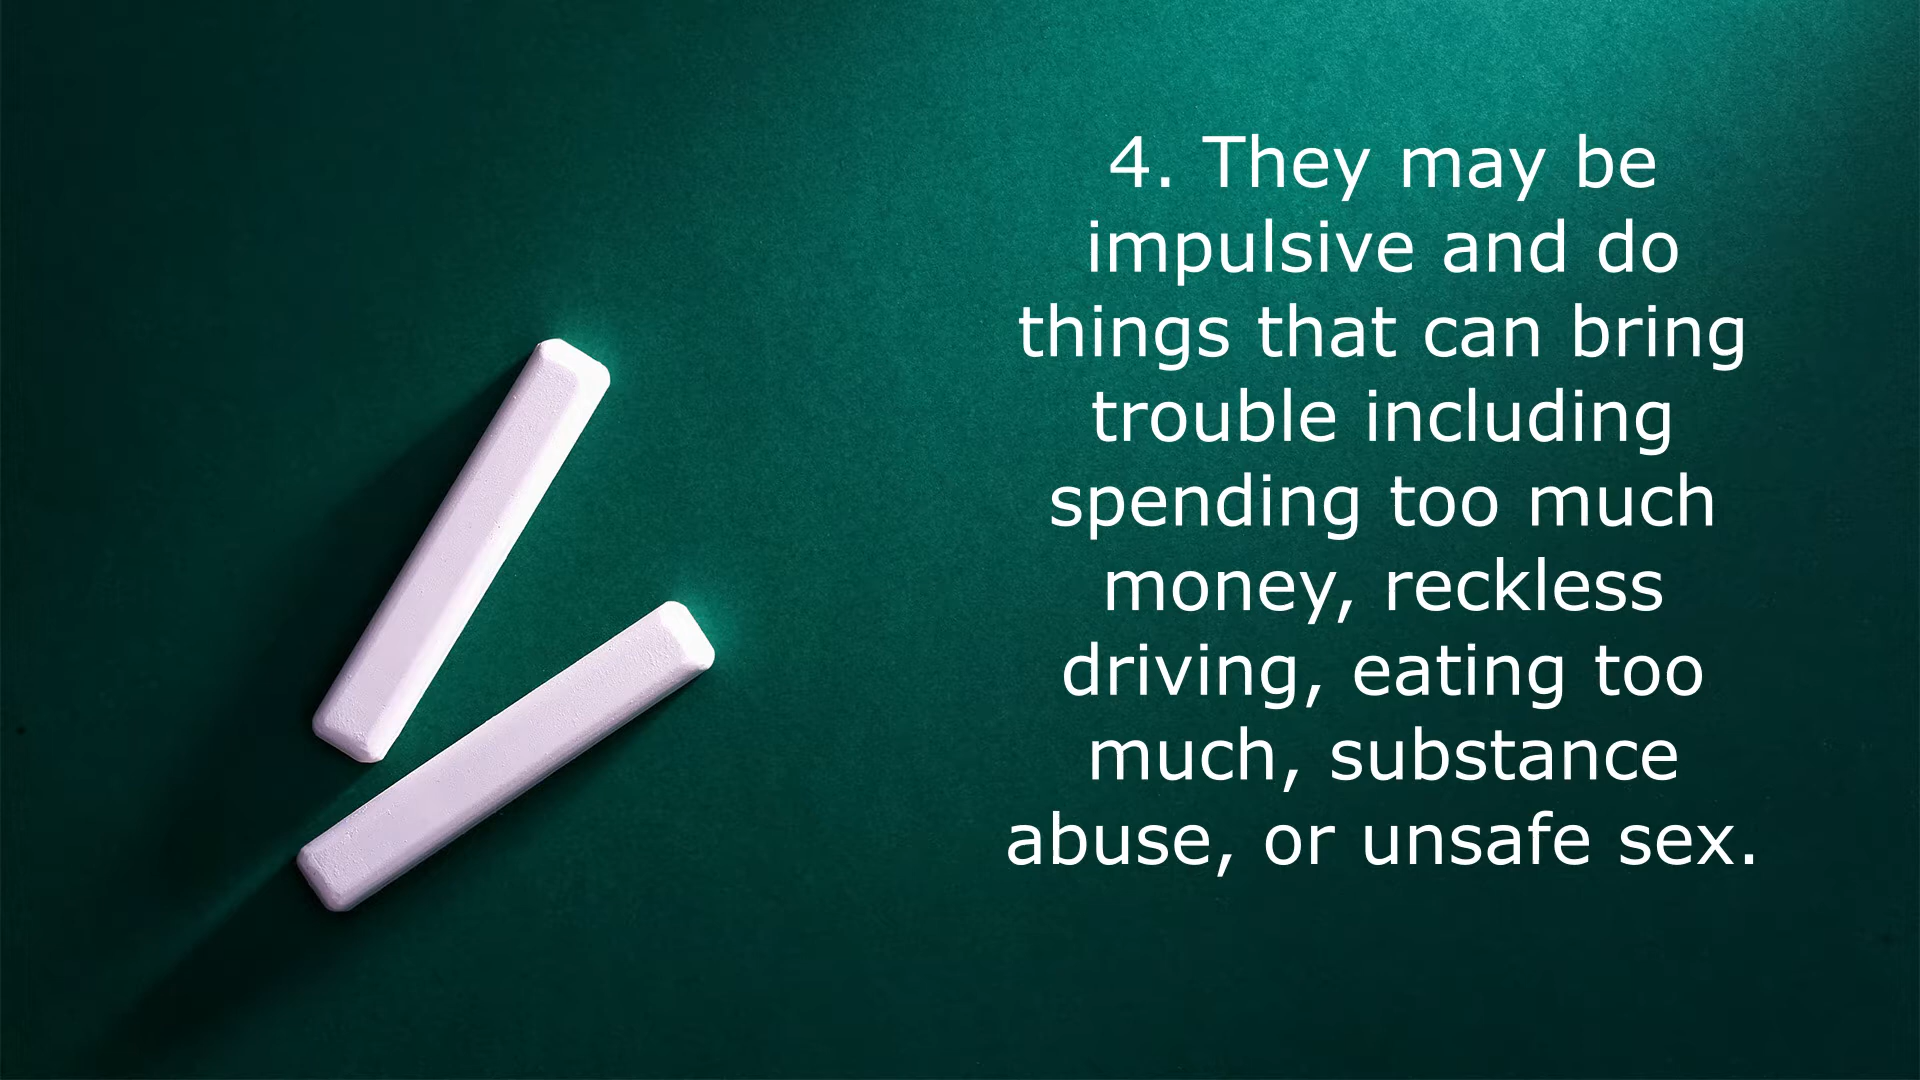 4. They may be
impulsive and do
things that can bring
trouble including
spending too much
money, reckless
driving, eating too
much, substance
abuse, or unsafe sex.